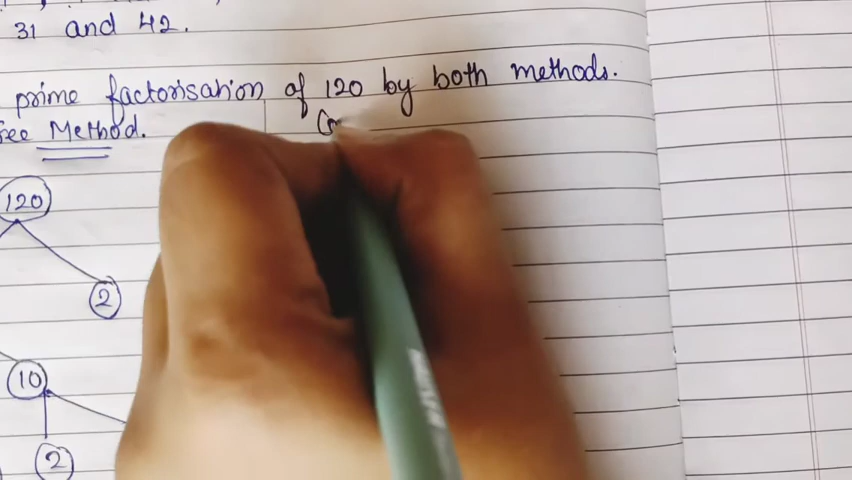 31 and 42.
prime factorisation of 120 by both methods.
Method.
120
2
10
2